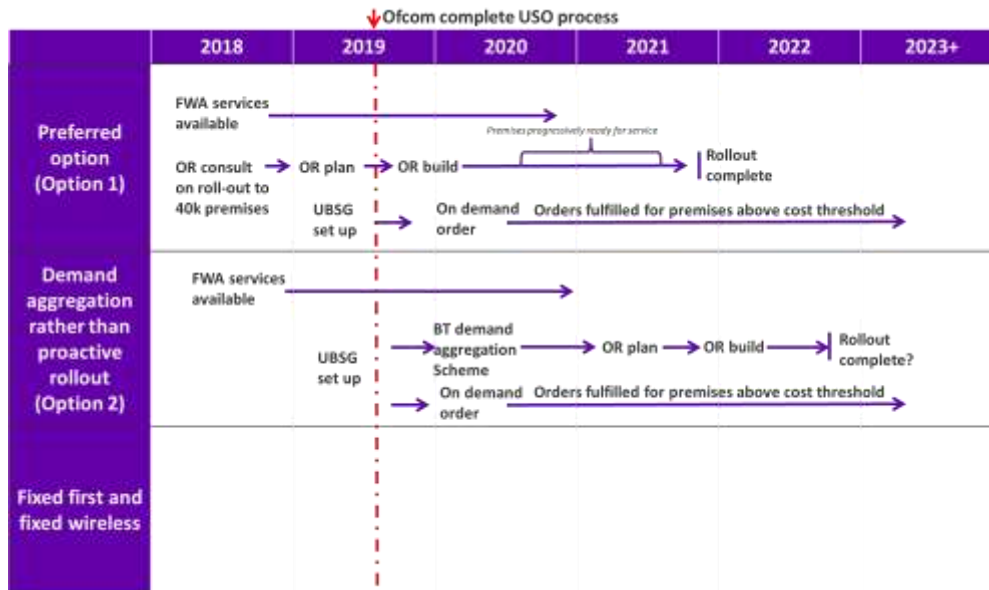 Ofcom complete USO process
2018 2019 2020 2021 2022 2023+
Preferred
option
(Option 1)
FWA services
available
Premises progressively ready for service
OR consult
on roll-out to
40k premises
OR plan
OR build
Rollout
complete
UBSG
set up
On demand
order
Orders fulfilled for premises above cost threshold
Demand
aggregation
rather than
proactive
rollout
(Option 2)
FWA services
available
UBSG
set up
BT demand
aggregation
Scheme
OR plan
OR build
Rollout
complete?
On demand
order
Orders fulfilled for premises above cost threshold
Fixed first and
fixed wireless